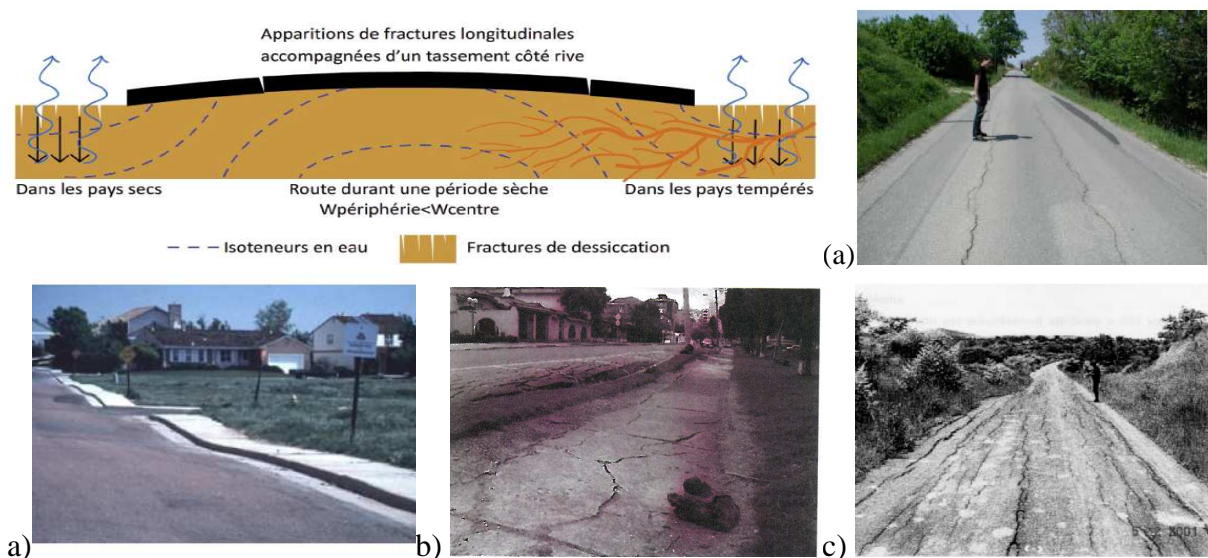 Apparitions de fractures longitudinales
accompagnées d'un tassement côté rive
Dans les pays secs
Route durant une période sèche
Wpériphérie<Wcentre
Dans les pays tempérés
Isoteneurs en eau
Fractures de dessiccation
(a)
a)
b)
c)
2001